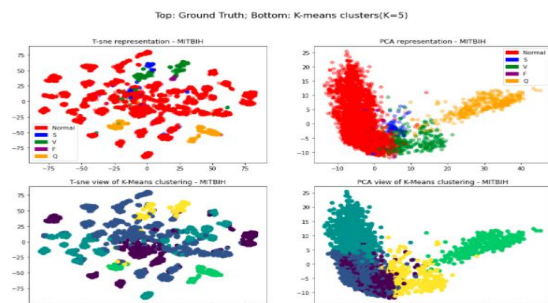 Top: Ground Truth; Bottom: K-means clusters(K=5)
T-sne representation - MITBIH
75
50
25
0
−25
−50
−75
Normal
S
V
F
Q
−75 −50 −25 0 25 50 75
PCA representation - MITBIH
25
20
15
10
5
0
−5
−10
Normal
S
V
F
Q
−10 0 10 20 30 40
T-sne view of K-Means clustering - MITBIH
75
50
25
0
−25
−50
−75
PCA view of K-Means clustering - MITBIH
25
20
15
10
5
0
−5
−10